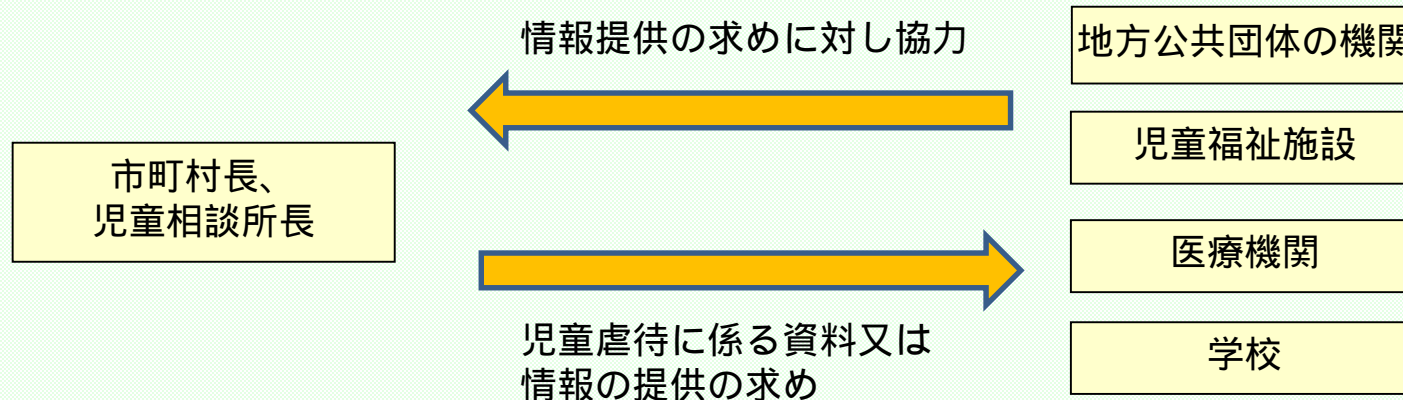 情報提供の求めに対し協力
地方公共団体の機関
児童福祉施設
市町村長、
児童相談所長
医療機関
児童虐待に係る資料又は
情報の提供の求め
学校